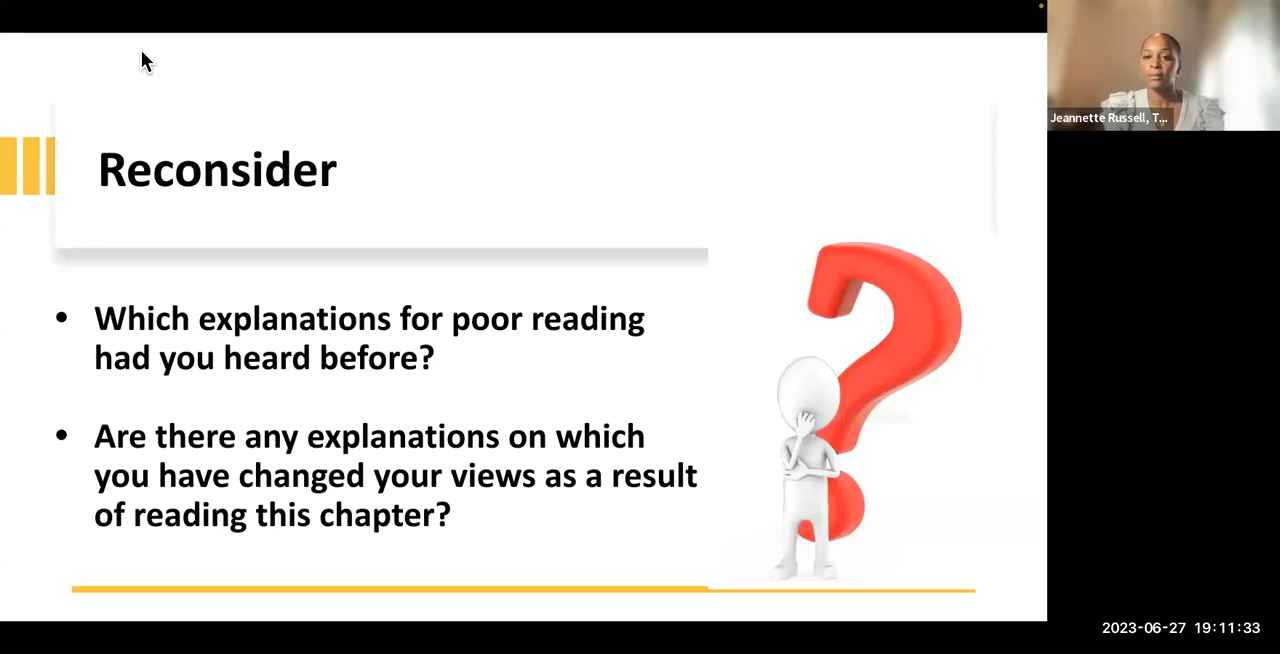 Jeannette Russell, T...
Reconsider
• Which explanations for poor reading
had you heard before?
• Are there any explanations on which
you have changed your views as a result
of reading this chapter?
2023-06-27 19:11:33